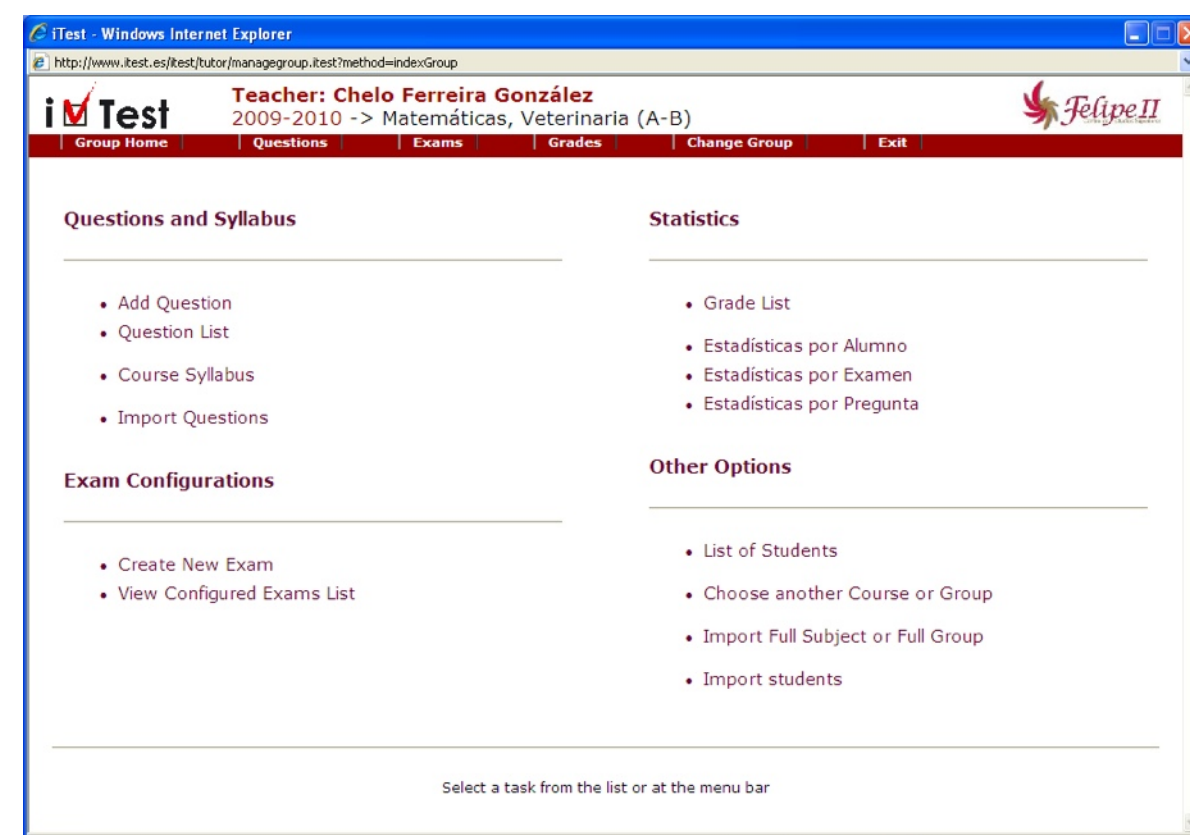 iTest - Windows Internet Explorer
http://www.itest.es/itest/tutor/managegroup.itest?method=indexGroup
i Test
Teacher: Chelo Ferreira González
2009-2010 -> Matemáticas, Veterinaria (A-B)
Felipe II
Group Home | Questions | Exams | Grades | Change Group | Exit
Questions and Syllabus
• Add Question
• Question List
• Course Syllabus
• Import Questions
Exam Configurations
• Create New Exam
• View Configured Exams List
Statistics
• Grade List
• Estadísticas por Alumno
• Estadísticas por Examen
• Estadísticas por Pregunta
Other Options
• List of Students
• Choose another Course or Group
• Import Full Subject or Full Group
• Import students
Select a task from the list or at the menu bar